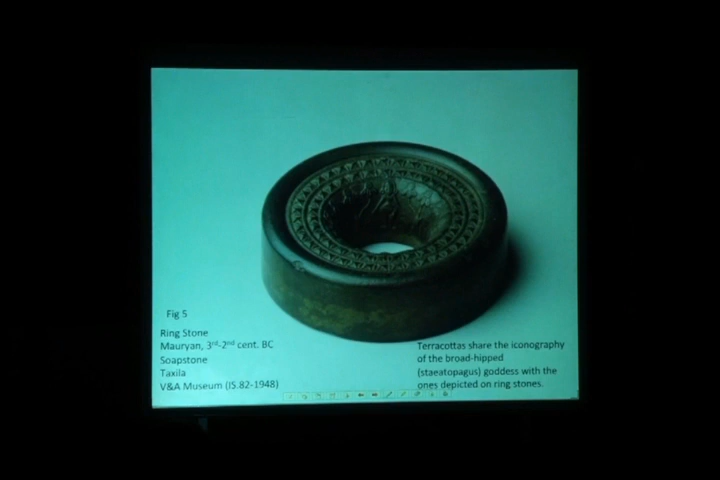 Fig 5
Ring Stone
Mauryan, 3rd-2nd cent. BC
Soapstone
Taxila
V&A Museum (IS.82-1948)
Terracottas share the iconography
of the broad-hipped
(staeatopagus) goddess with the
ones depicted on ring stones.